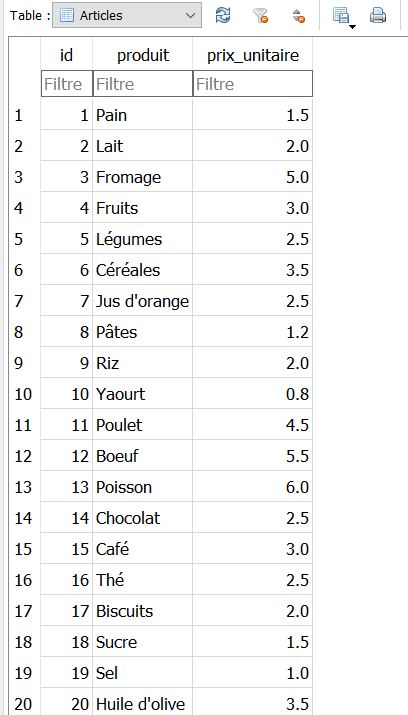 Table : Articles
id produit prix_unitaire
Filtre Filtre Filtre
1 1 Pain 1.5
2 2 Lait 2.0
3 3 Fromage 5.0
4 4 Fruits 3.0
5 5 Légumes 2.5
6 6 Céréales 3.5
7 7 Jus d'orange 2.5
8 8 Pâtes 1.2
9 9 Riz 2.0
10 10 Yaourt 0.8
11 11 Poulet 4.5
12 12 Boeuf 5.5
13 13 Poisson 6.0
14 14 Chocolat 2.5
15 15 Café 3.0
16 16 Thé 2.5
17 17 Biscuits 2.0
18 18 Sucre 1.5
19 19 Sel 1.0
20 20 Huile d'olive 3.5